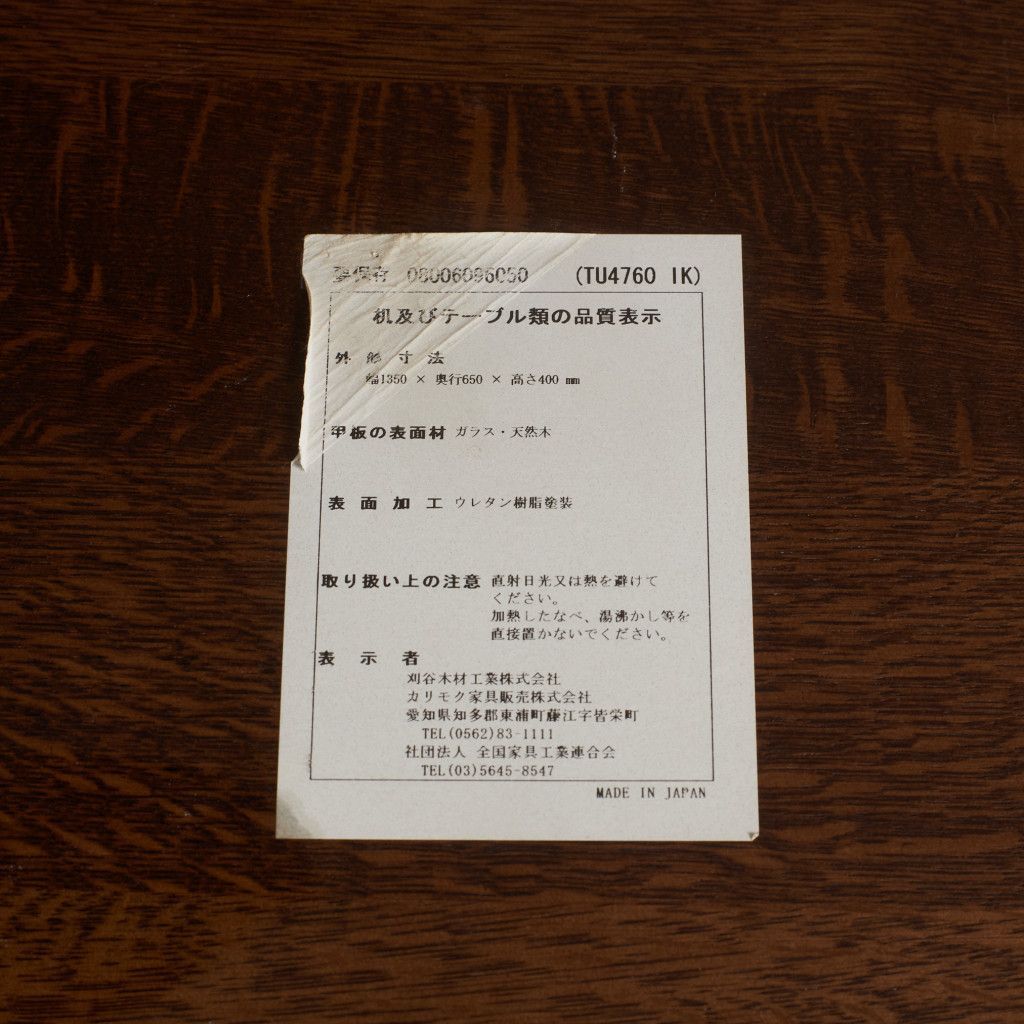 要保存 08006096050 (TU4760 IK)
机及びテーブル類の品質表示
外形寸法
幅1350 × 奥行650 × 高さ400 mm
甲板の表面材 ガラス・天然木
表面加工 ウレタン樹脂塗装
取り扱い上の注意 直射日光又は熱を避けて
ください。
加熱したなべ、湯沸かし等を
直接置かないでください。
表示者
刈谷木材工業株式会社
カリモク家具販売株式会社
愛知県知多郡東浦町藤江字皆栄町
TEL(0562)83-1111
社団法人 全国家具工業連合会
TEL(03)5645-8547
MADE IN JAPAN